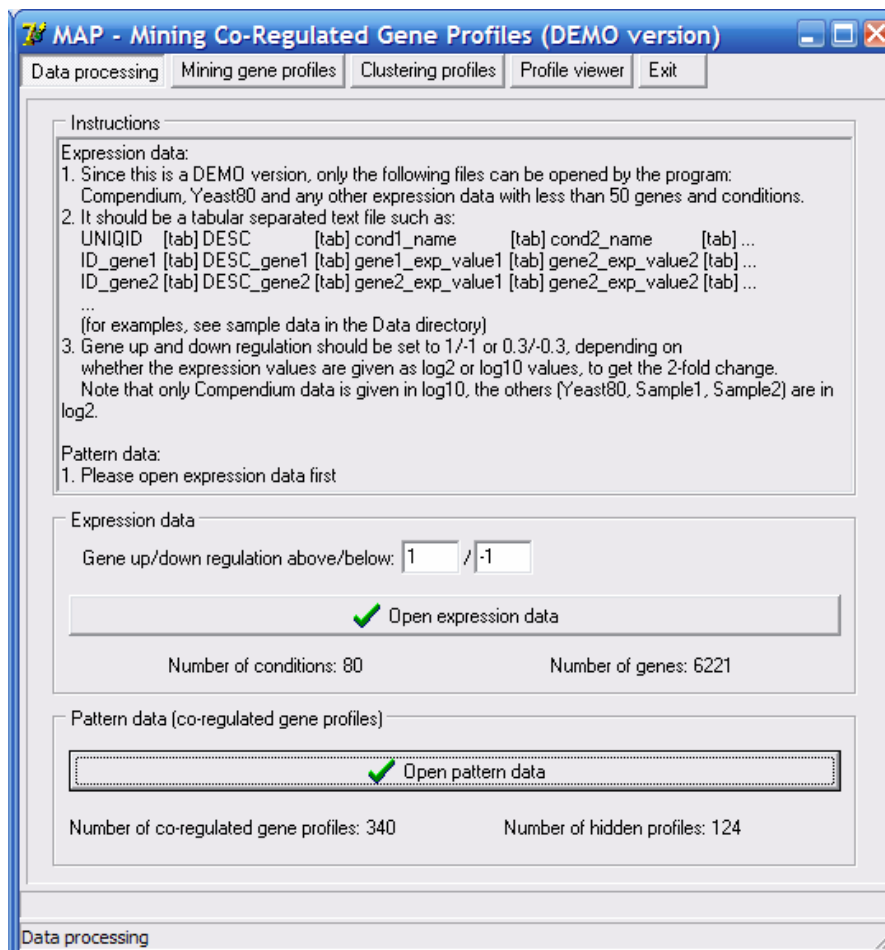 MAP - Mining Co-Regulated Gene Profiles (DEMO version)
Data processing Mining gene profiles Clustering profiles Profile viewer Exit
Instructions
Expression data:
1. Since this is a DEMO version, only the following files can be opened by the program:
Compendium, Yeast80 and any other expression data with less than 50 genes and conditions.
2. It should be a tabular separated text file such as:
UNIQID [tab] DESC [tab] cond1_name [tab] cond2_name [tab] ...
ID_gene1 [tab] DESC_gene1 [tab] gene1_exp_value1 [tab] gene2_exp_value2 [tab] ...
ID_gene2 [tab] DESC_gene2 [tab] gene2_exp_value1 [tab] gene2_exp_value2 [tab] ...
...
(for examples, see sample data in the Data directory)
3. Gene up and down regulation should be set to 1/-1 or 0.3/-0.3, depending on
whether the expression values are given as log2 or log10 values, to get the 2-fold change.
Note that only Compendium data is given in log10, the others (Yeast80, Sample1, Sample2) are in
log2.
Pattern data:
1. Please open expression data first
Expression data
Gene up/down regulation above/below: 1 / -1
Open expression data
Number of conditions: 80 Number of genes: 6221
Pattern data (co-regulated gene profiles)
Open pattern data
Number of co-regulated gene profiles: 340 Number of hidden profiles: 124
Data processing